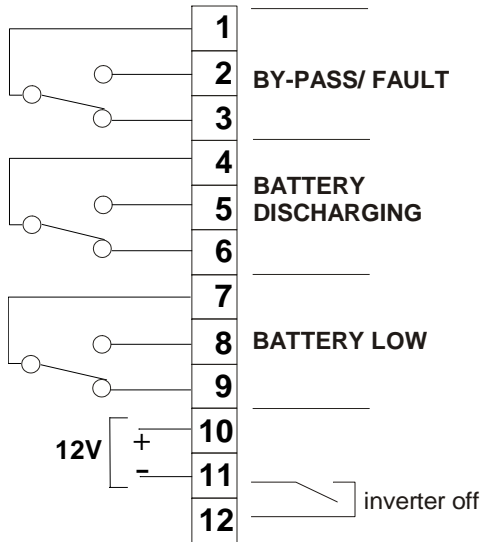 1
2
BY-PASS/ FAULT
3
4
BATTERY
DISCHARGING
5
6
7
8
BATTERY LOW
9
10
12V
+
-
11
inverter off
12